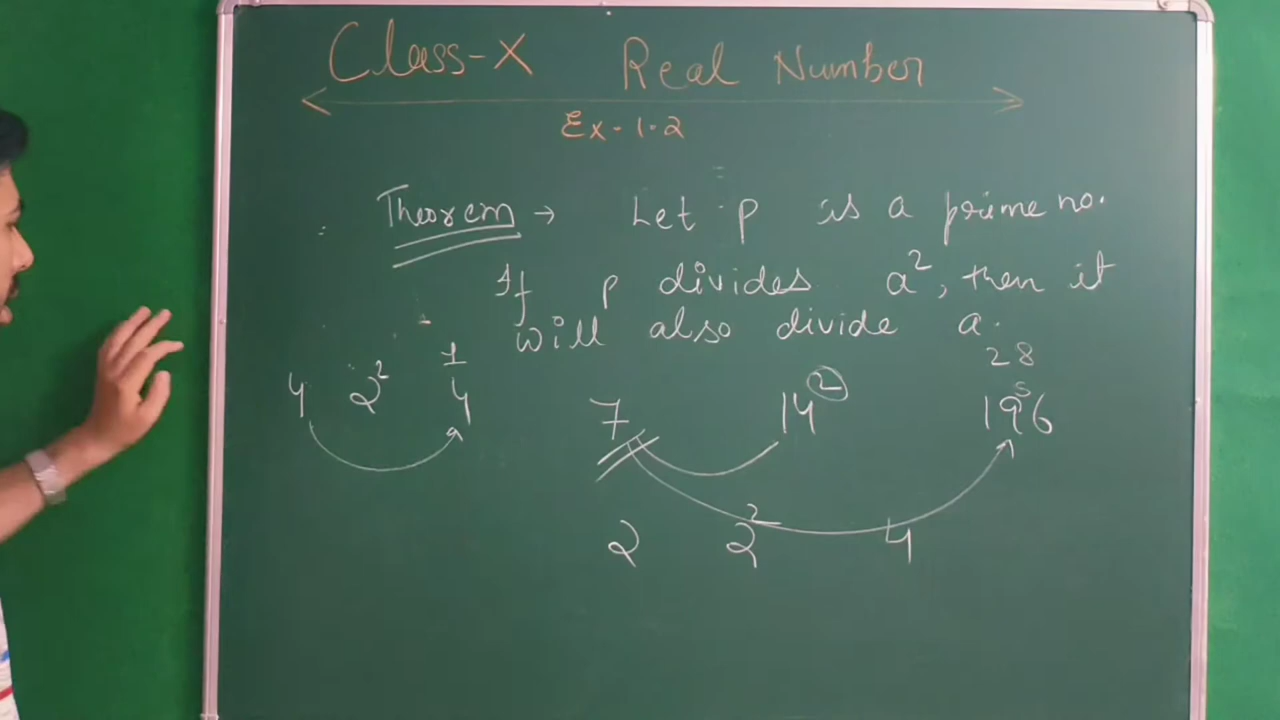 Class-X Real Number
Ex-1.2
Theorem → Let p is a prime no.
If p divides a², then it
will also divide a.
28
1
4 2² 4 7 14² 19⁵6
2 2² 4